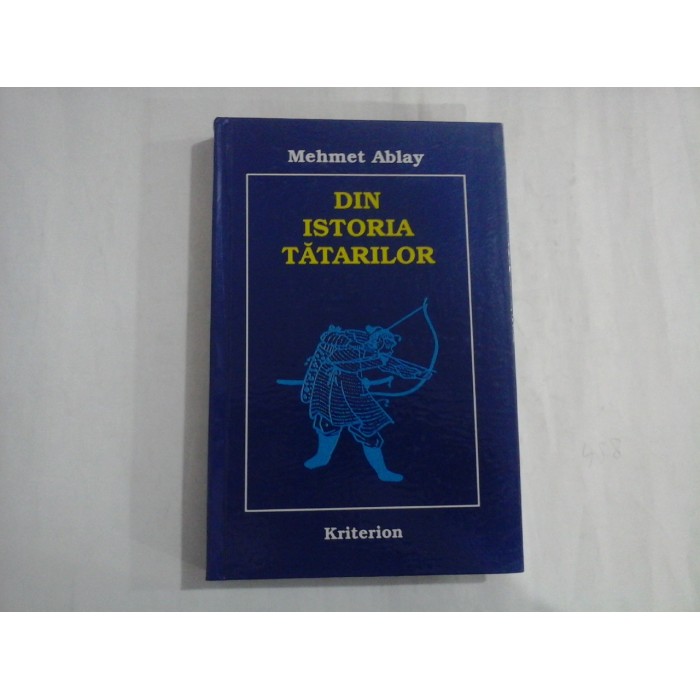 Mehmet Ablay
DIN
ISTORIA
TĂTARILOR
Kriterion